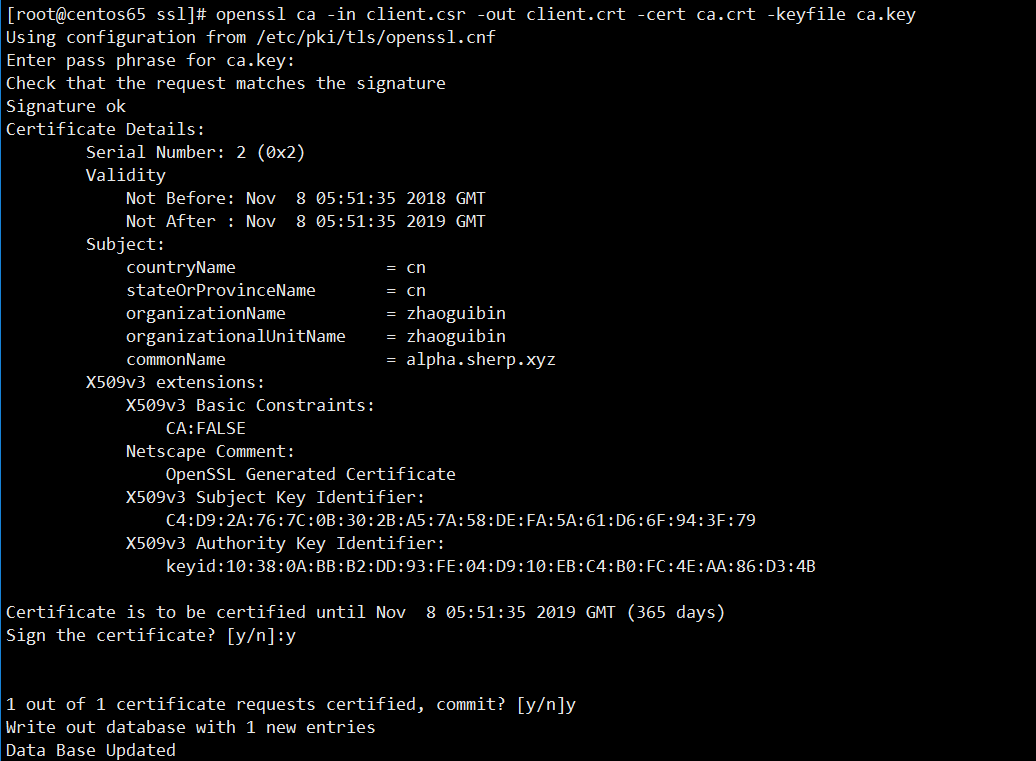 [root@centos65 ssl]# openssl ca -in client.csr -out client.crt -cert ca.crt -keyfile ca.key
Using configuration from /etc/pki/tls/openssl.cnf
Enter pass phrase for ca.key:
Check that the request matches the signature
Signature ok
Certificate Details:
        Serial Number: 2 (0x2)
        Validity
            Not Before: Nov  8 05:51:35 2018 GMT
            Not After : Nov  8 05:51:35 2019 GMT
        Subject:
            countryName               = cn
            stateOrProvinceName       = cn
            organizationName          = zhaoguibin
            organizationalUnitName    = zhaoguibin
            commonName                = alpha.sherp.xyz
        X509v3 extensions:
            X509v3 Basic Constraints:
                CA:FALSE
            Netscape Comment:
                OpenSSL Generated Certificate
            X509v3 Subject Key Identifier:
                C4:D9:2A:76:7C:0B:30:2B:A5:7A:58:DE:FA:5A:61:D6:6F:94:3F:79
            X509v3 Authority Key Identifier:
                keyid:10:38:0A:BB:B2:DD:93:FE:04:D9:10:EB:C4:B0:FC:4E:AA:86:D3:4B

Certificate is to be certified until Nov  8 05:51:35 2019 GMT (365 days)
Sign the certificate? [y/n]:y


1 out of 1 certificate requests certified, commit? [y/n]y
Write out database with 1 new entries
Data Base Updated